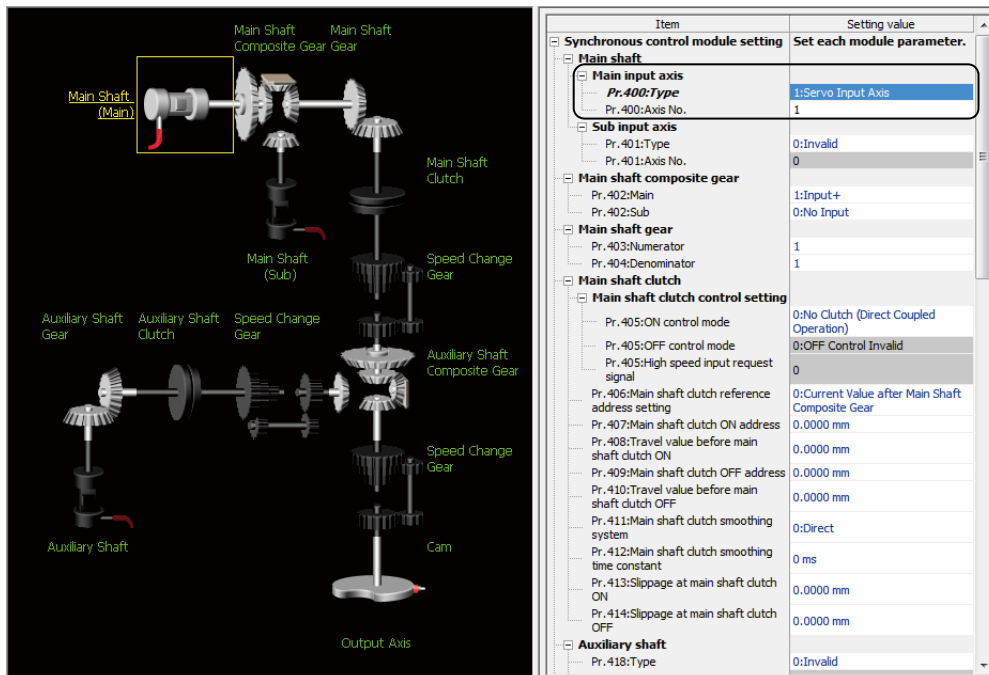 Main Shaft Main Shaft
Composite Gear Gear
Main Shaft
(Main)
Main Shaft
Clutch
Main Shaft
(Sub)
Speed Change
Gear
Auxiliary Shaft Auxiliary Shaft Speed Change
Gear Clutch Gear
Auxiliary Shaft
Composite Gear
Speed Change
Gear
Auxiliary Shaft
Cam
Output Axis
Item Setting value
Synchronous control module setting Set each module parameter.
Main shaft
Main input axis
Pr.400:Type 1:Servo Input Axis
Pr.400:Axis No. 1
Sub input axis
Pr.401:Type 0:Invalid
Pr.401:Axis No. 0
Main shaft composite gear
Pr.402:Main 1:Input+
Pr.402:Sub 0:No Input
Main shaft gear
Pr.403:Numerator 1
Pr.404:Denominator 1
Main shaft clutch
Main shaft clutch control setting
Pr.405:ON control mode 0:No Clutch (Direct Coupled
Operation)
Pr.405:OFF control mode 0:OFF Control Invalid
Pr.405:High speed input request
signal 0
Pr.406:Main shaft clutch reference 0:Current Value after Main Shaft
address setting Composite Gear
Pr.407:Main shaft clutch ON address 0.0000 mm
Pr.408:Travel value before main
shaft clutch ON 0.0000 mm
Pr.409:Main shaft clutch OFF address 0.0000 mm
Pr.410:Travel value before main
shaft clutch OFF 0.0000 mm
Pr.411:Main shaft clutch smoothing
system 0:Direct
Pr.412:Main shaft clutch smoothing
time constant 0 ms
Pr.413:Slippage at main shaft clutch
ON 0.0000 mm
Pr.414:Slippage at main shaft clutch
OFF 0.0000 mm
Auxiliary shaft
Pr.418:Type 0:Invalid